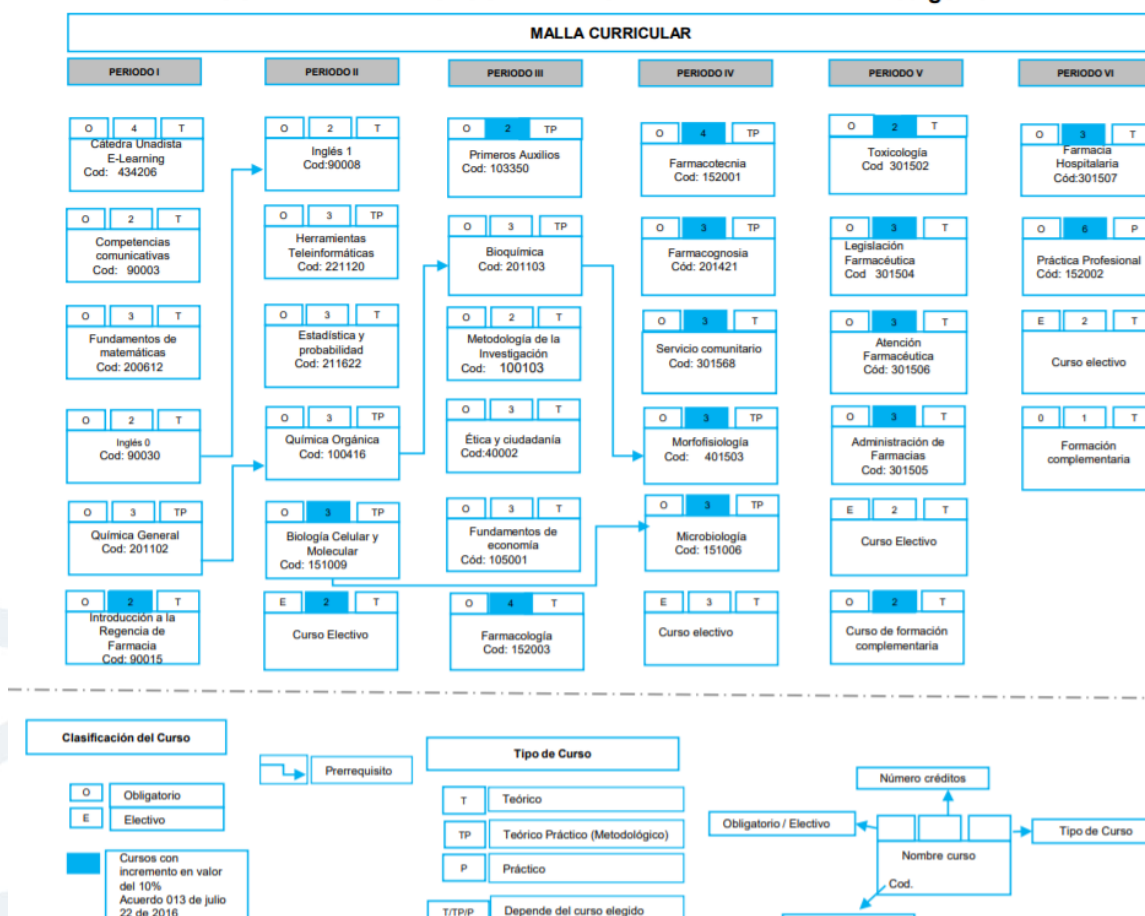 MALLA CURRICULAR
PERIODO I
PERIODO II
PERIODO III
PERIODO IV
PERIODO V
PERIODO VI
O 4 T
Cátedra Unadista
E-Learning
Cod: 434206
O 2 T
Inglés 1
Cod:90008
O 2 TP
Primeros Auxilios
Cod: 103350
O 4 TP
Farmacotecnia
Cod: 152001
O 2 T
Toxicología
Cod 301502
O 3 T
Farmacia
Hospitalaria
Cód:301507
O 2 T
Competencias
comunicativas
Cod: 90003
O 3 TP
Herramientas
Teleinformáticas
Cod: 221120
O 3 TP
Bioquímica
Cod: 201103
O 3 TP
Farmacognosia
Cód: 201421
O 3 T
Legislación
Farmacéutica
Cod 301504
O 6 P
Práctica Profesional
Cód: 152002
O 3 T
Fundamentos de
matemáticas
Cod: 200612
O 3 T
Estadística y
probabilidad
Cod: 211622
O 2 T
Metodología de la
Investigación
Cod: 100103
O 3 T
Servicio comunitario
Cod: 301568
O 3 T
Atención
Farmacéutica
Cód: 301506
E 2 T
Curso electivo
O 2 T
Inglés 0
Cod: 90030
O 3 TP
Química Orgánica
Cod: 100416
O 3 T
Ética y ciudadanía
Cod:40002
O 3 TP
Morfofisiología
Cod: 401503
O 3 T
Administración de
Farmacias
Cod: 301505
0 1 T
Formación
complementaria
O 3 TP
Química General
Cod: 201102
O 3 TP
Biología Celular y
Molecular
Cod: 151009
O 3 T
Fundamentos de
economía
Cód: 105001
O 3 TP
Microbiología
Cod: 151006
E 2 T
Curso Electivo
O 2 T
Introducción a la
Regencia de
Farmacia
Cod: 90015
E 2 T
Curso Electivo
O 4 T
Farmacología
Cod: 152003
E 3 T
Curso electivo
O 2 T
Curso de formación
complementaria
Clasificación del Curso
O Obligatorio
E Electivo
Cursos con
incremento en valor
del 10%
Acuerdo 013 de julio
22 de 2016
Prerrequisito
Tipo de Curso
T Teórico
TP Teórico Práctico (Metodológico)
P Práctico
T/TP/P Depende del curso elegido
Número créditos
Obligatorio / Electivo
Tipo de Curso
Nombre curso
Cod.